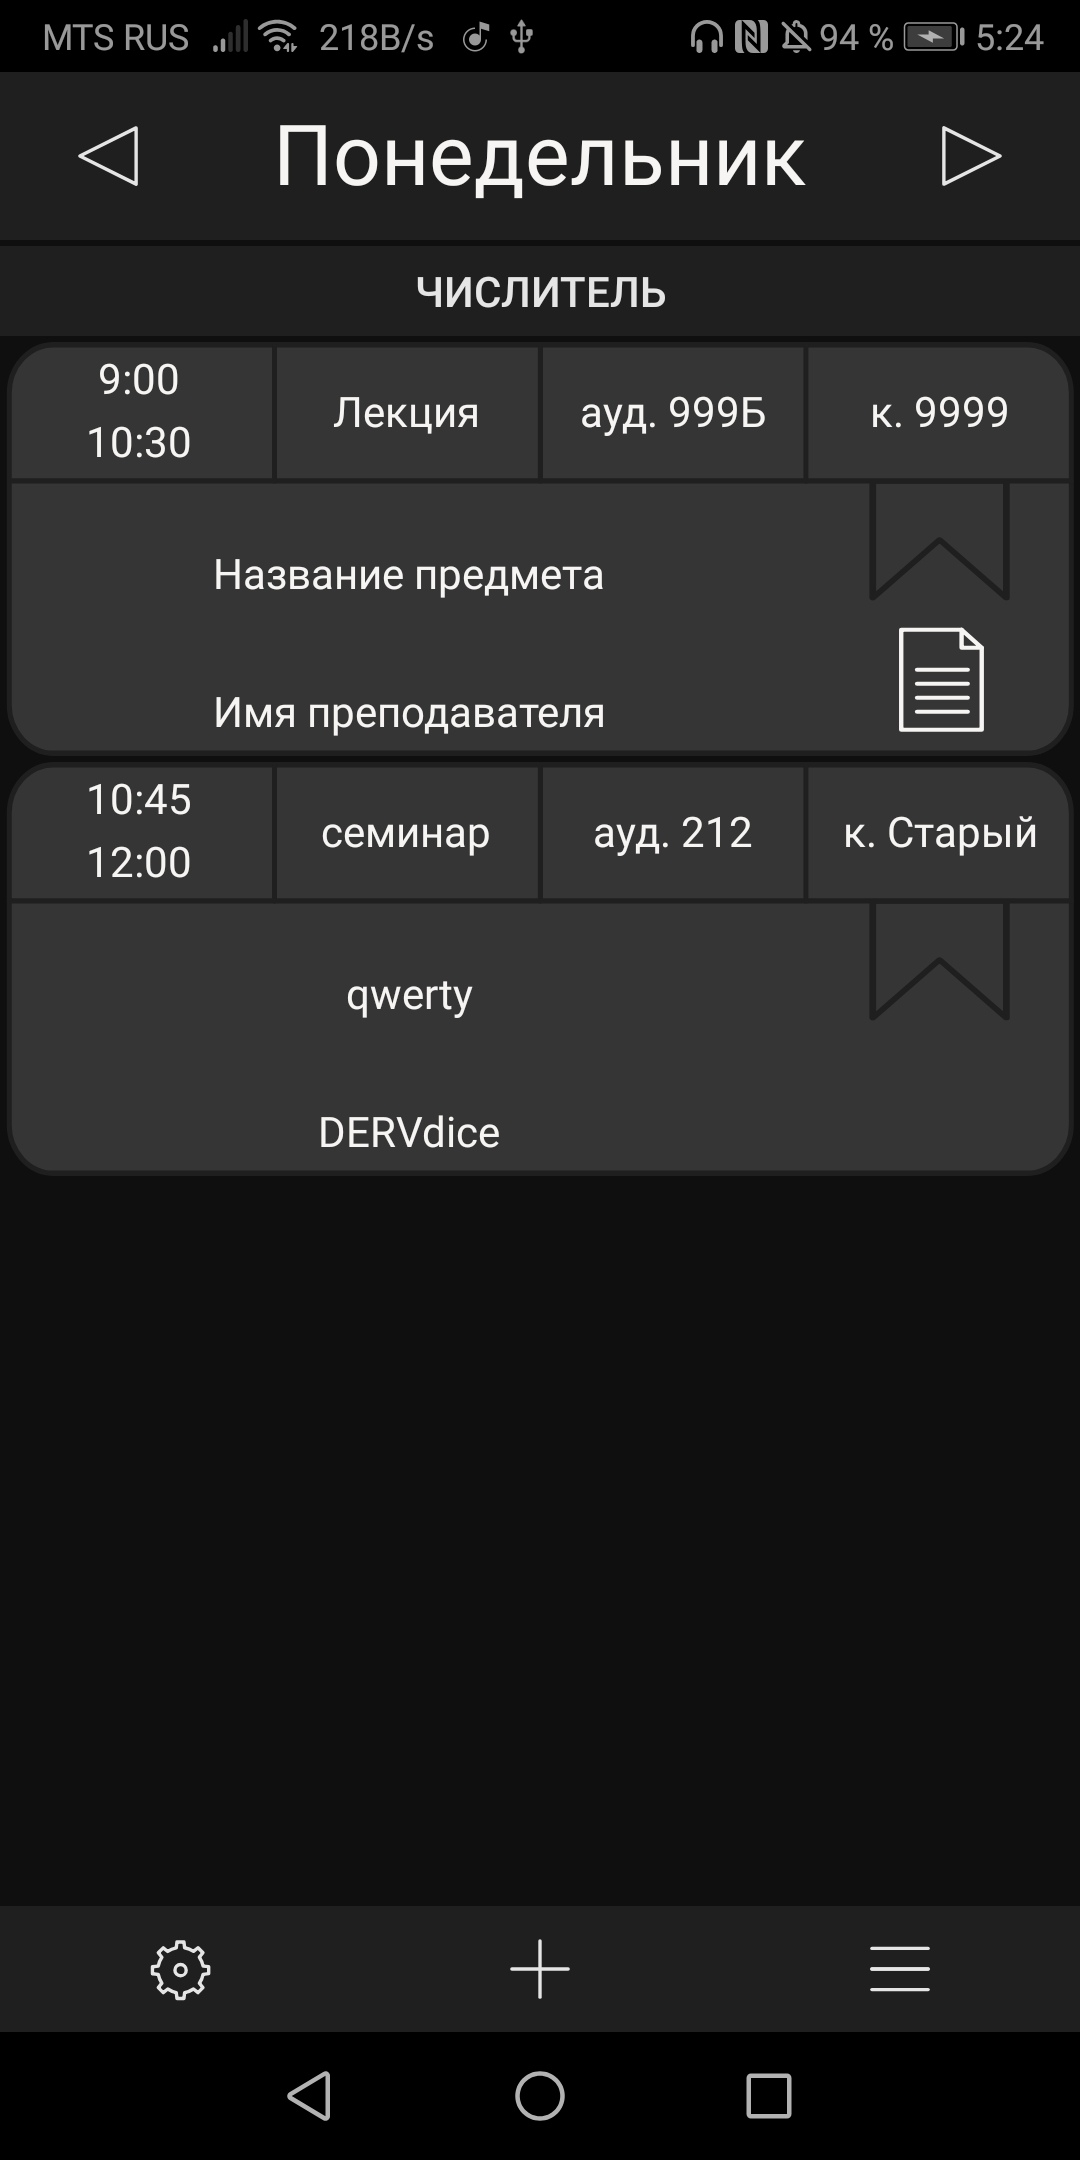 MTS RUS 218B/s 94 % 5:24
Понедельник
ЧИСЛИТЕЛЬ
9:00
10:30
Лекция
ауд. 999Б
к. 9999
Название предмета
Имя преподавателя
10:45
12:00
семинар
ауд. 212
к. Старый
qwerty
DERVdice